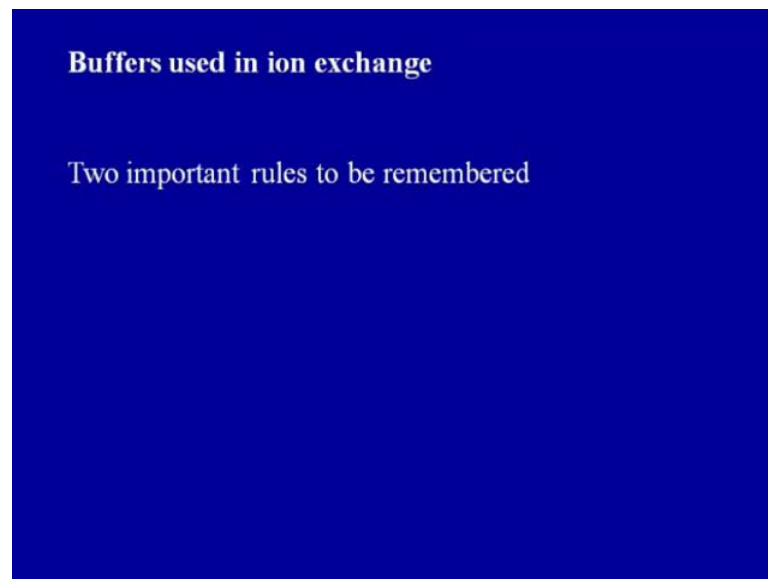 Buffers used in ion exchange
Two important rules to be remembered